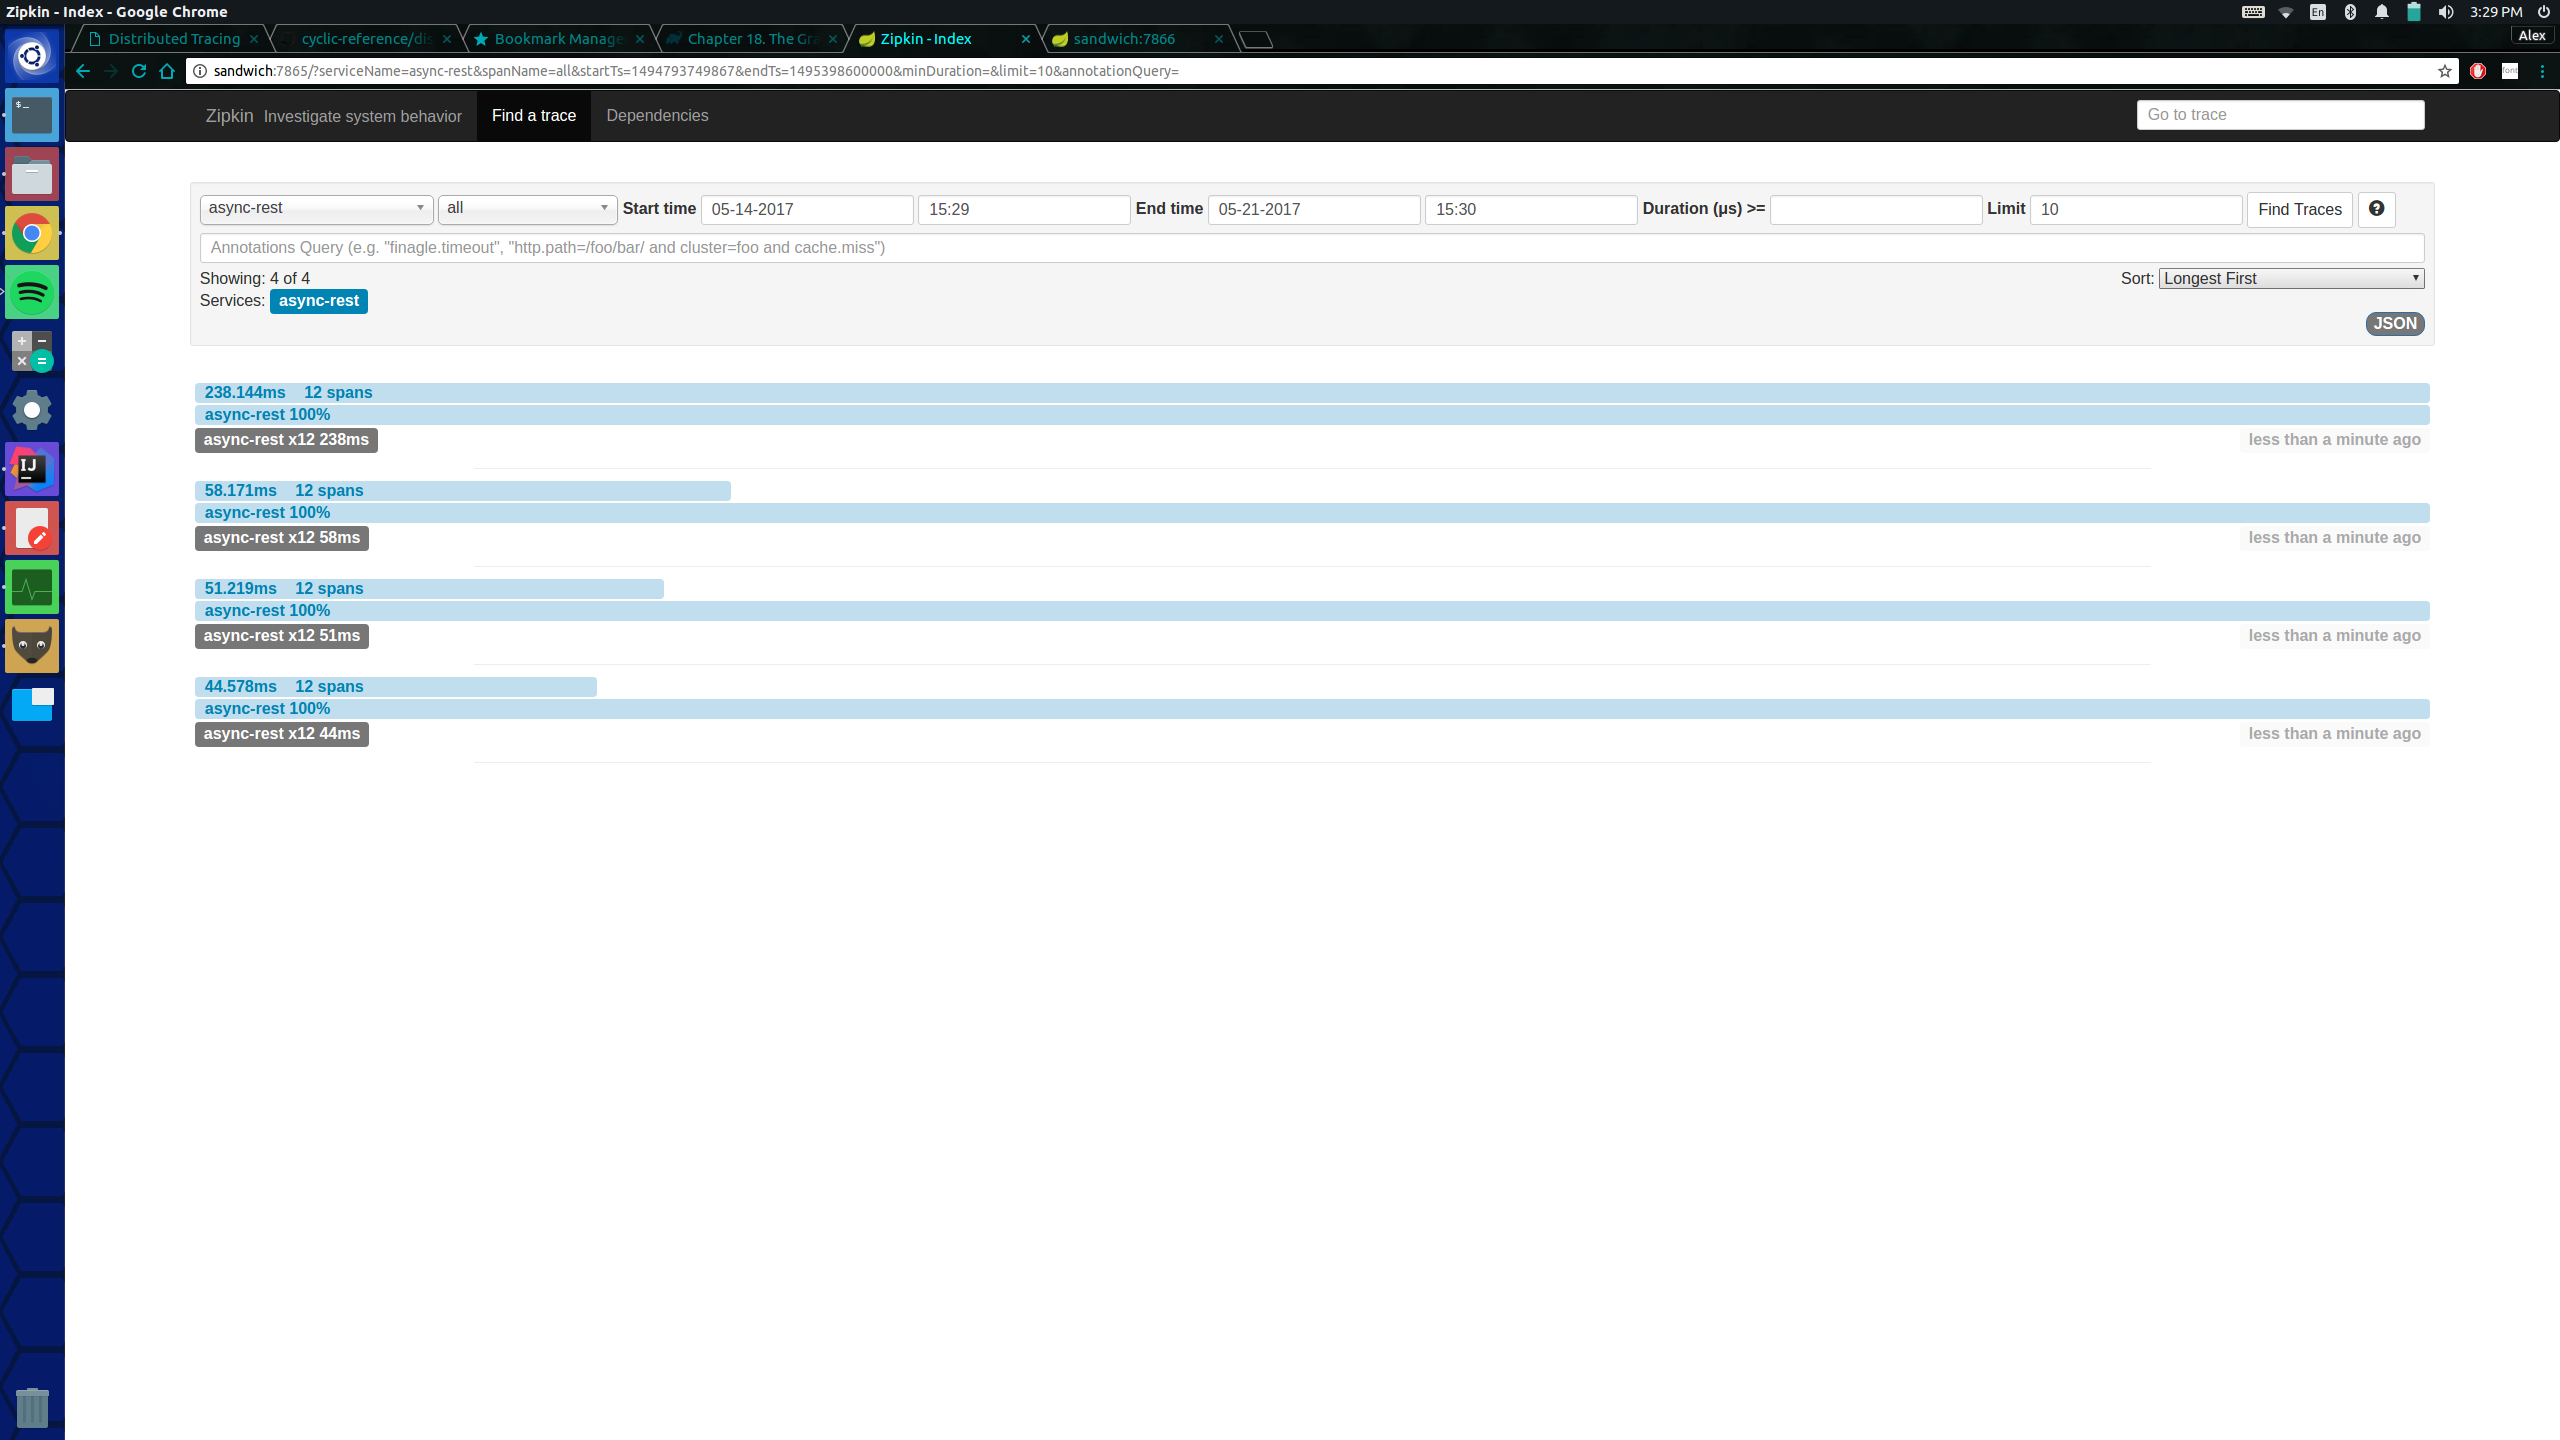 Zipkin - Index - Google Chrome
En
3:29 PM
Distributed Tracing
cyclic-reference/dis
Bookmark Manage
Chapter 18. The Gra
Zipkin - Index
sandwich:7866
Alex
sandwich:7865/?serviceName=async-rest&spanName=all&startTs=1494793749867&endTs=1495398600000&minDuration=&limit=10&annotationQuery=
font
Zipkin Investigate system behavior
Find a trace
Dependencies
Go to trace
async-rest
all
Start time
05-14-2017
15:29
End time
05-21-2017
15:30
Duration (μs) >=
Limit
10
Find Traces
?
Annotations Query (e.g. "finagle.timeout", "http.path=/foo/bar/ and cluster=foo and cache.miss")
Showing: 4 of 4
Sort: Longest First
Services: async-rest
JSON
238.144ms 12 spans
async-rest 100%
async-rest x12 238ms
less than a minute ago
58.171ms 12 spans
async-rest 100%
async-rest x12 58ms
less than a minute ago
51.219ms 12 spans
async-rest 100%
async-rest x12 51ms
less than a minute ago
44.578ms 12 spans
async-rest 100%
async-rest x12 44ms
less than a minute ago
$_
IJ